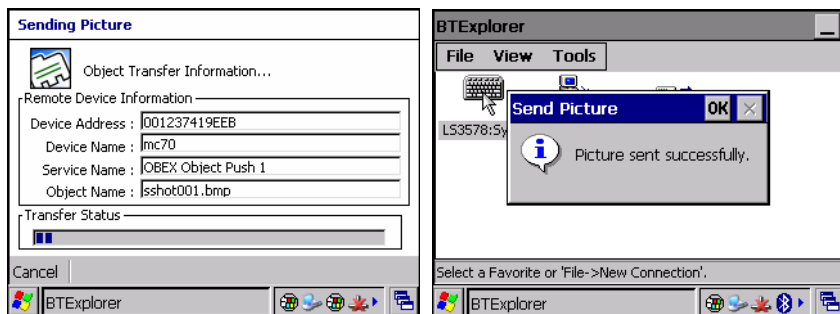 Sending Picture
Object Transfer Information...
Remote Device Information
Device Address : 001237419EEB
Device Name : mc70
Service Name : OBEX Object Push 1
Object Name : sshot001.bmp
Transfer Status
Cancel
BTExplorer
BTExplorer
File View Tools
LS3578:Sy
Send Picture OK
Picture sent successfully.
Select a Favorite or 'File->New Connection'.
BTExplorer